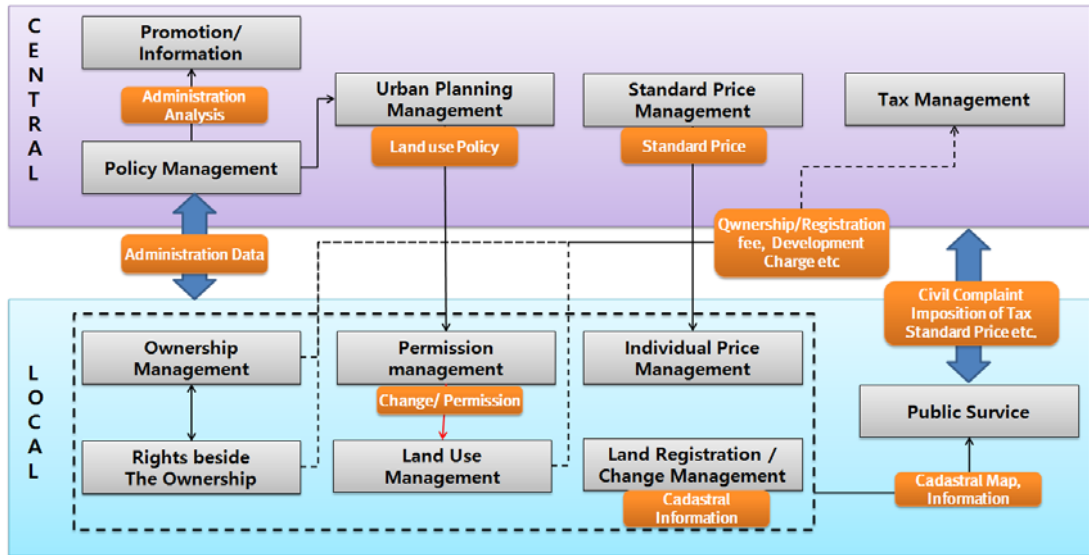 CENTRAL
Promotion/
Information
Administration
Analysis
Policy Management
Urban Planning
Management
Land use Policy
Standard Price
Management
Standard Price
Tax Management
Administration Data
Qwnership/Registration
fee, Development
Charge etc
Civil Complaint
Imposition of Tax
Standard Price etc.
LOCAL
Ownership
Management
Permission
management
Change/ Permission
Individual Price
Management
Rights beside
The Ownership
Land Use
Management
Land Registration /
Change Management
Cadastral
Information
Public Survice
Cadastral Map,
Information